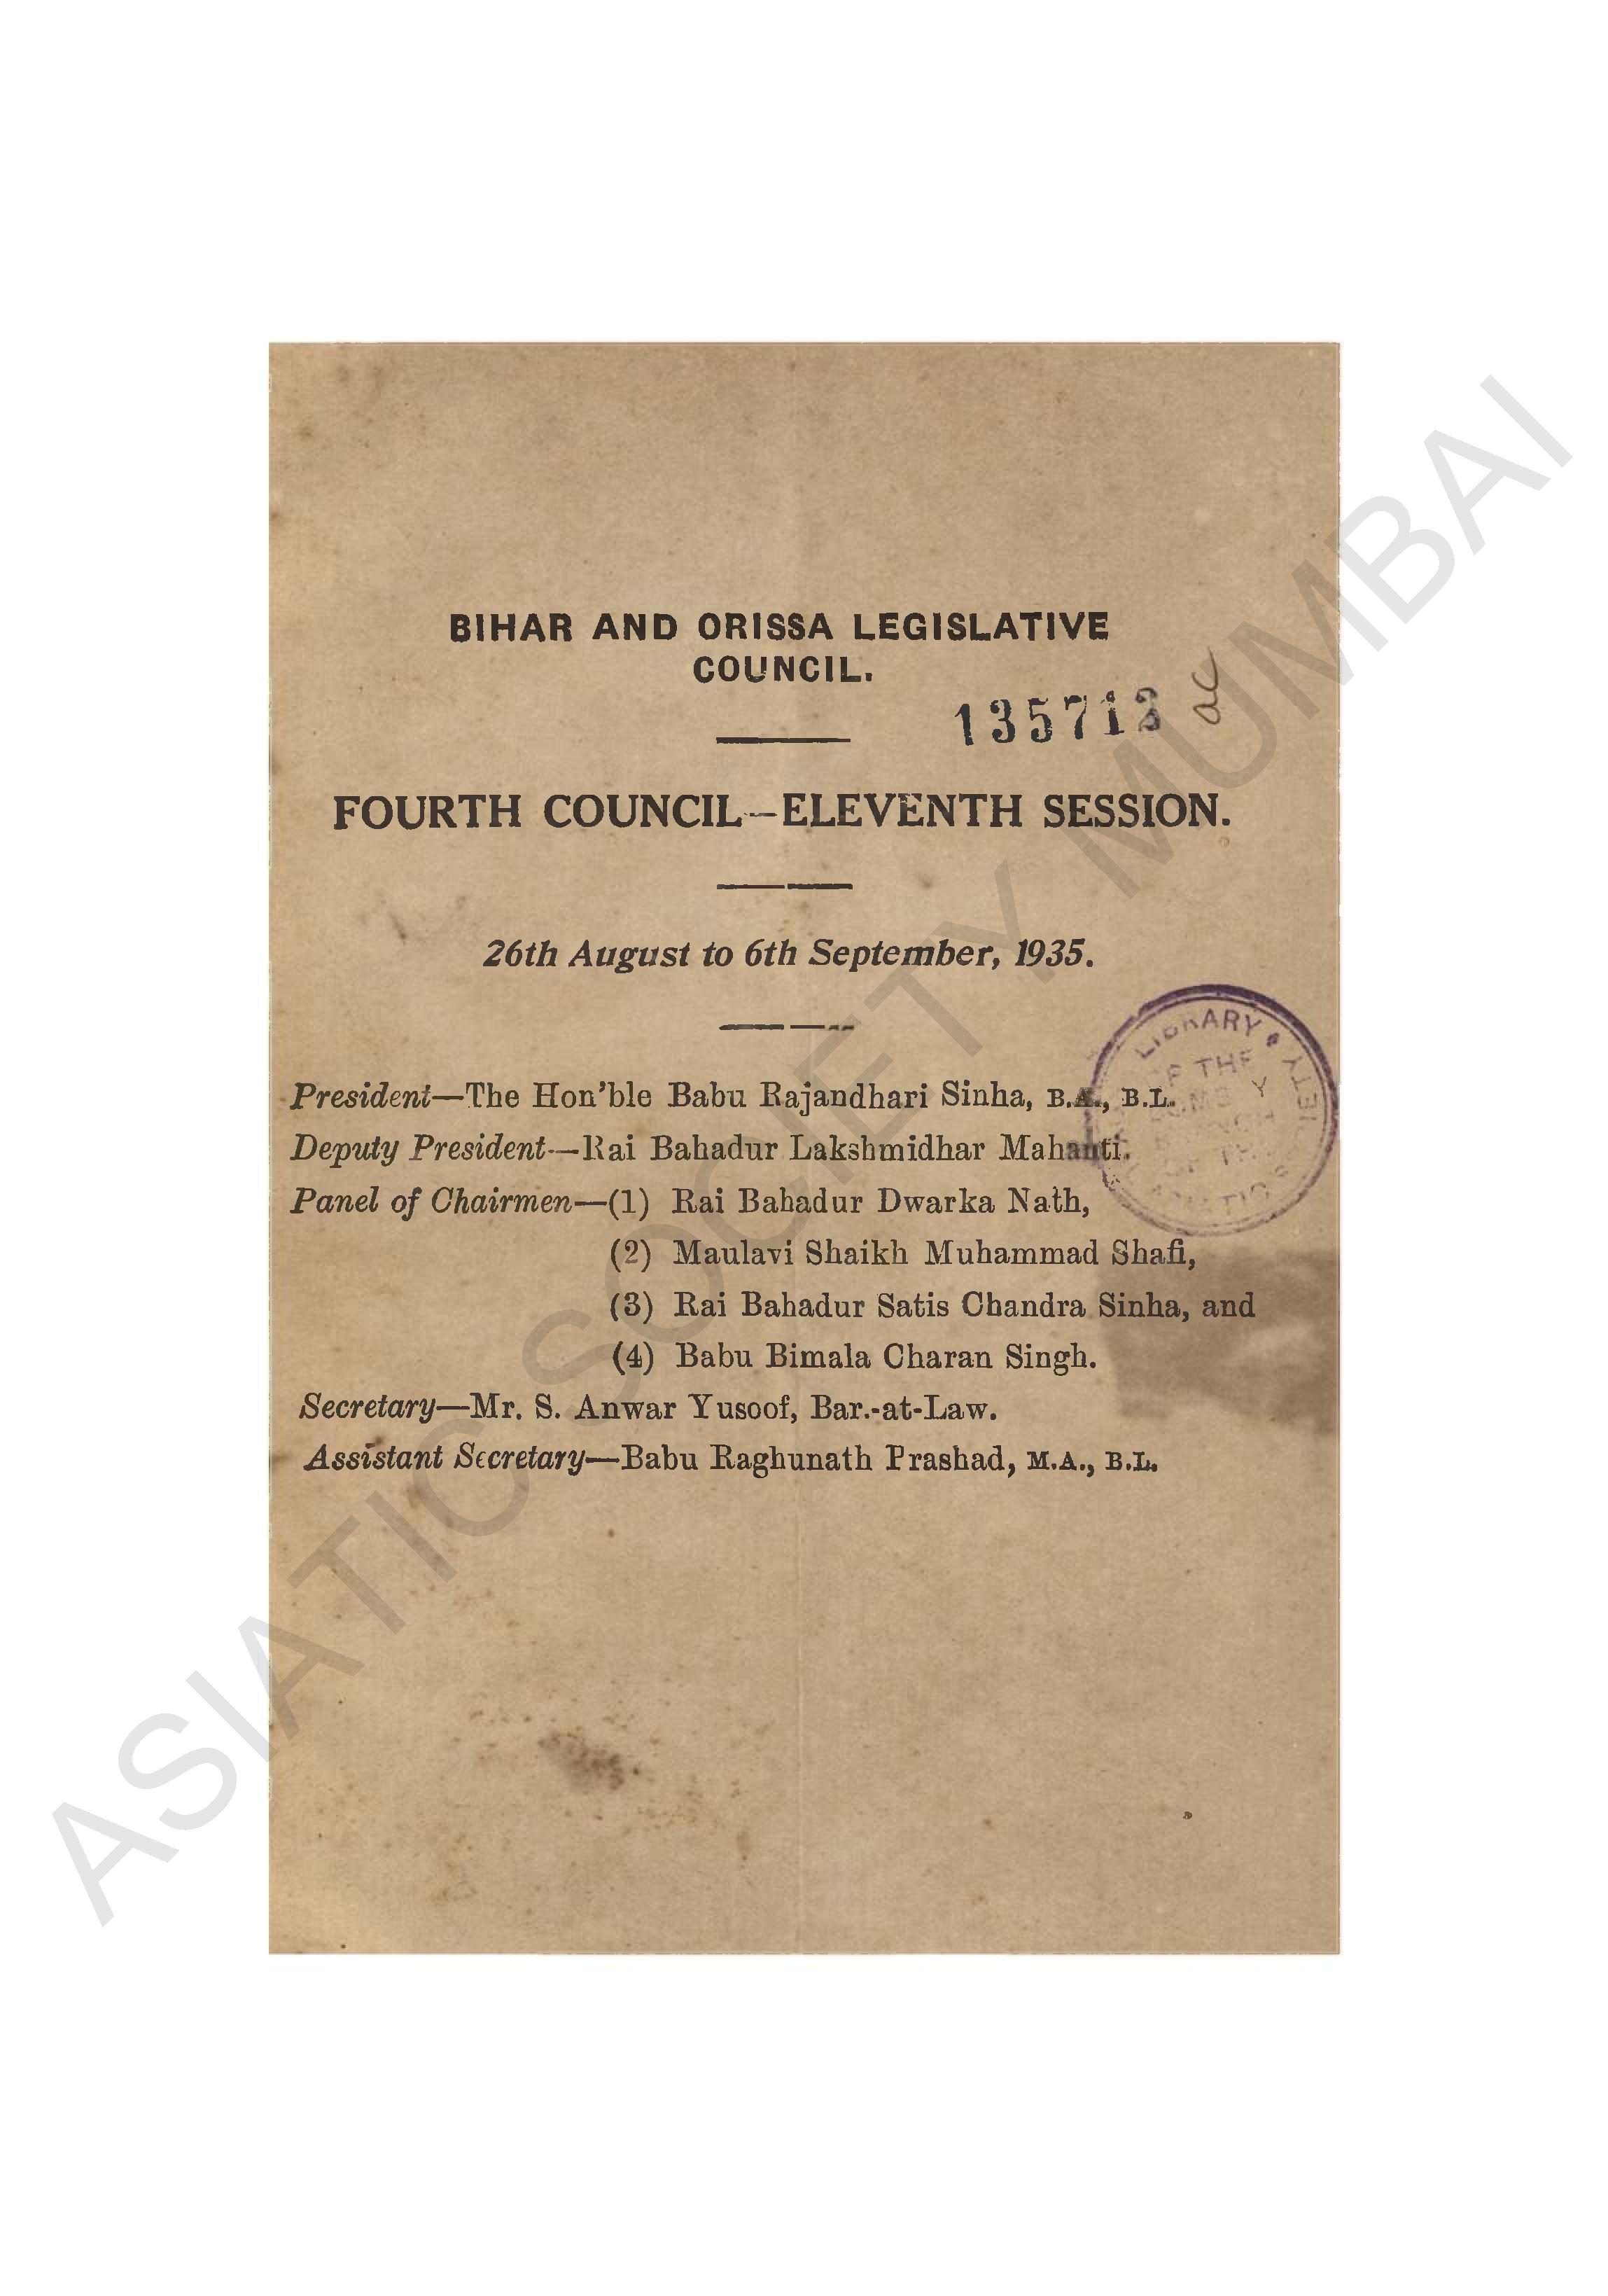 BIHAR AND ORISSA LEGISLATIVE
COUNCIL.
135712
FOURTH COUNCIL—ELEVENTH SESSION.
26th August to 6th September, 1935.
President—The Hon'ble Babu Rajandhari Sinha, B.A., B.L.
Deputy President—Rai Bahadur Lakshmidhar Mahanti.
Panel of Chairmen—(1) Rai Bahadur Dwarka Nath,
(2) Maulavi Shaikh Muhammad Shafi,
(3) Rai Bahadur Satis Chandra Sinha, and
(4) Babu Bimala Charan Singh.
Secretary—Mr. S. Anwar Yusoof, Bar.-at-Law.
Assistant Secretary—Babu Raghunath Prashad, M.A., B.L.
LIBRARY
THE
ASIATIC SOCIETY MUMBAI